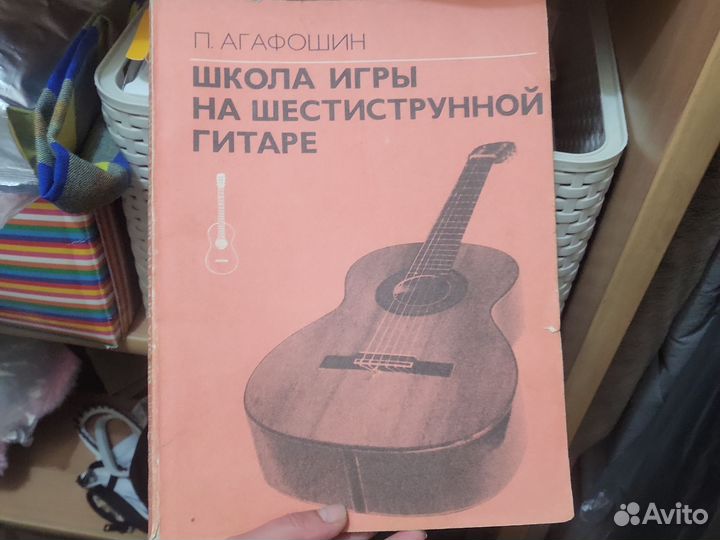 П. АГАФОШИН
ШКОЛА ИГРЫ
НА ШЕСТИСТРУННОЙ
ГИТАРЕ
Avito